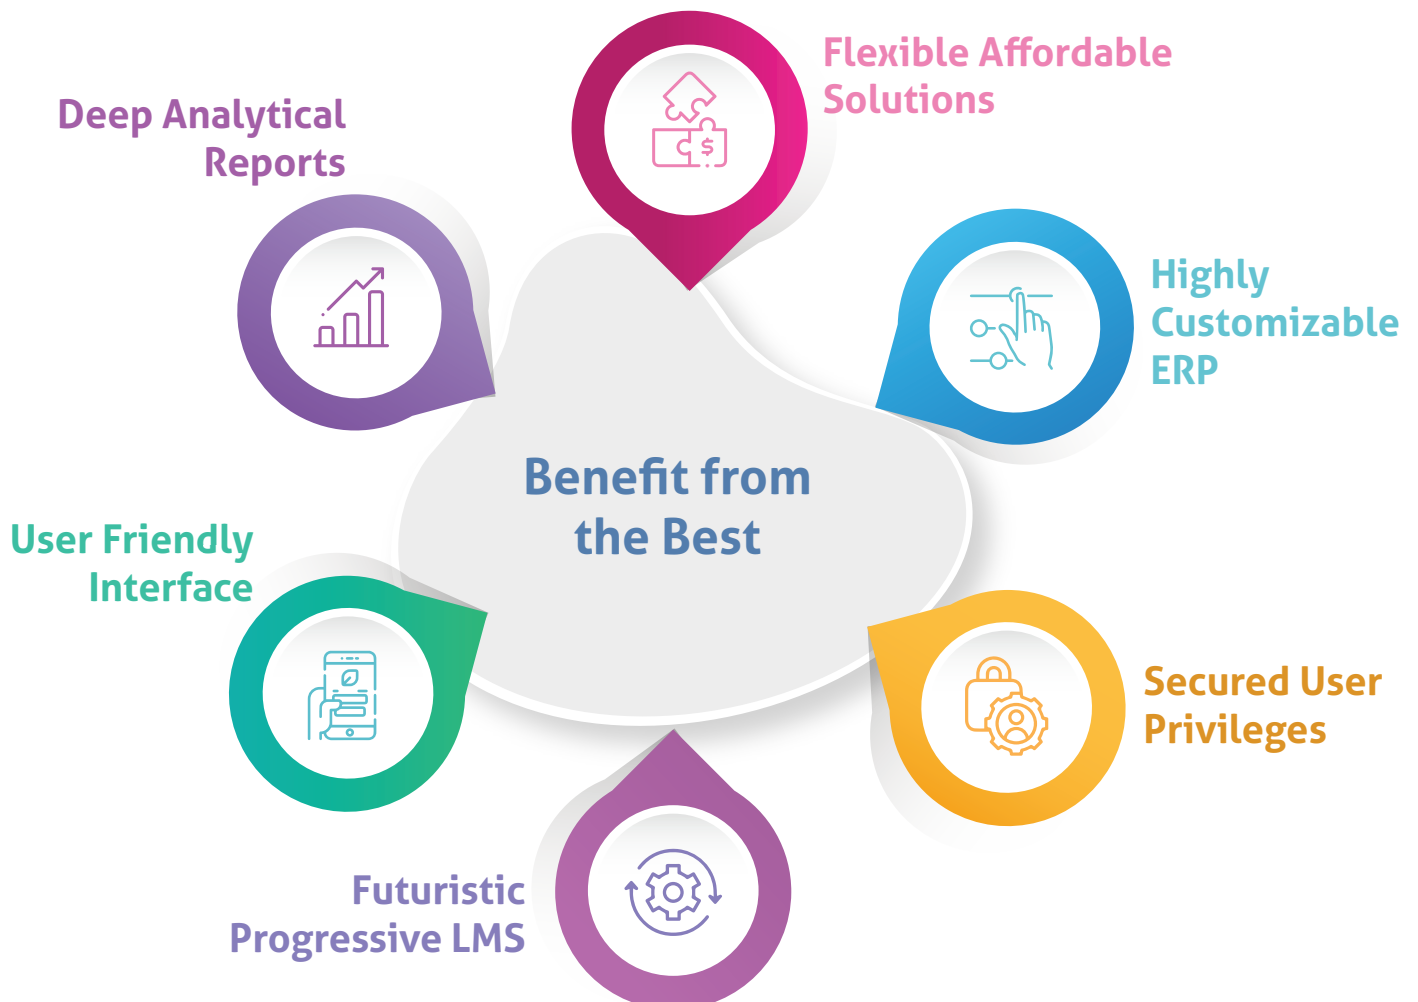 Flexible Affordable
Solutions
Deep Analytical
Reports
Highly
Customizable
ERP
$
Benefit from
the Best
User Friendly
Interface
Secured User
Privileges
Futuristic
Progressive LMS